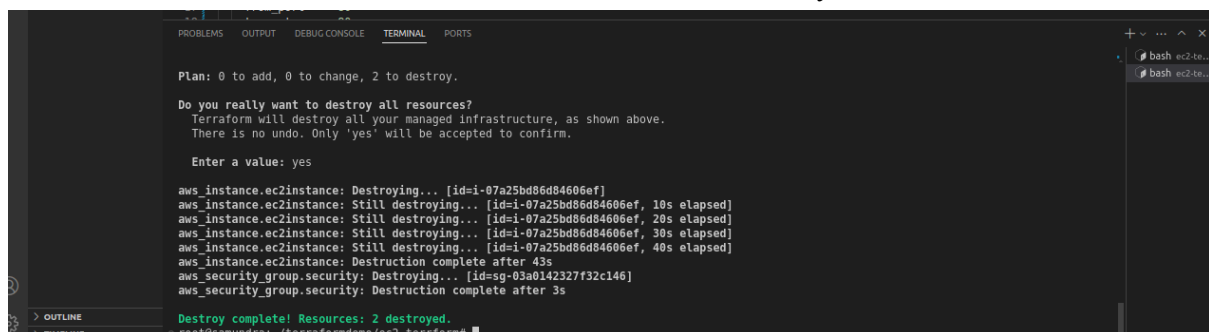 PROBLEMS OUTPUT DEBUG CONSOLE TERMINAL PORTS
bash ec2-te...
bash ec2-te...
Plan: 0 to add, 0 to change, 2 to destroy.
Do you really want to destroy all resources?
Terraform will destroy all your managed infrastructure, as shown above.
There is no undo. Only 'yes' will be accepted to confirm.
Enter a value: yes
aws_instance.ec2instance: Destroying... [id=i-07a25bd86d84606ef]
aws_instance.ec2instance: Still destroying... [id=i-07a25bd86d84606ef, 10s elapsed]
aws_instance.ec2instance: Still destroying... [id=i-07a25bd86d84606ef, 20s elapsed]
aws_instance.ec2instance: Still destroying... [id=i-07a25bd86d84606ef, 30s elapsed]
aws_instance.ec2instance: Still destroying... [id=i-07a25bd86d84606ef, 40s elapsed]
aws_instance.ec2instance: Destruction complete after 43s
aws_security_group.security: Destroying... [id=sg-03a0142327f32c146]
aws_security_group.security: Destruction complete after 3s
OUTLINE
Destroy complete! Resources: 2 destroyed.